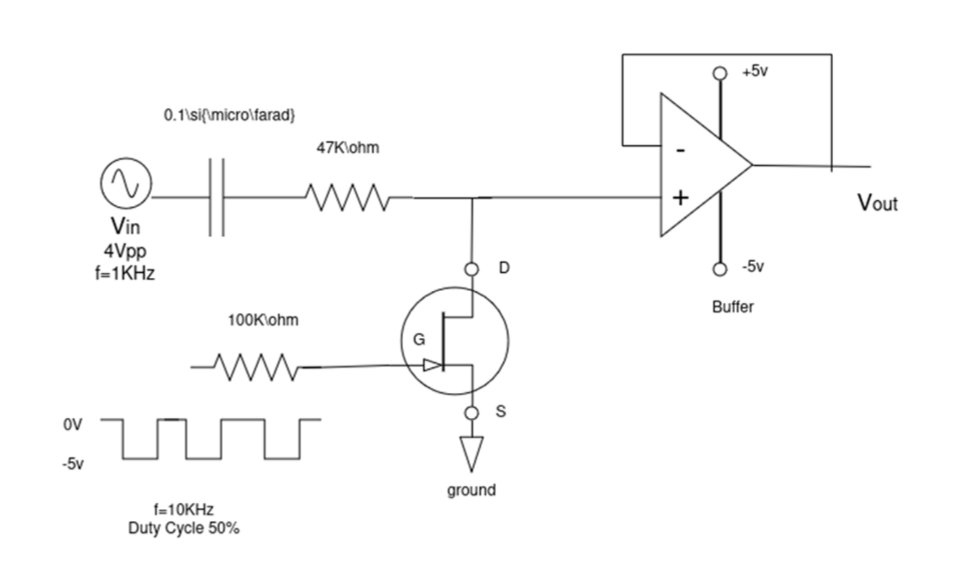 +5v
0.1\si{\micro\farad}
47K\ohm
-
+
Vin
4Vpp
f=1KHz
Vout
-5v
Buffer
D
100K\ohm
G
S
0V
-5v
ground
f=10KHz
Duty Cycle 50%